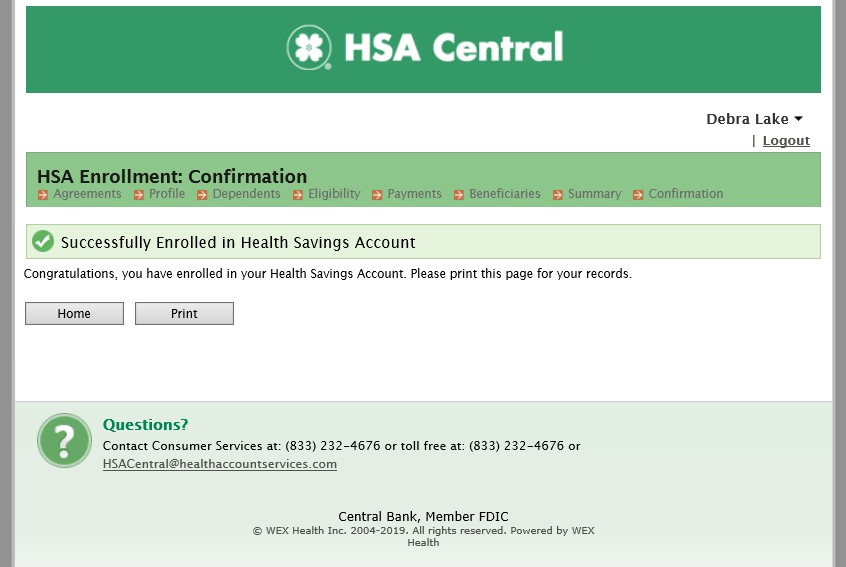 HSA Central
Debra Lake
| Logout
HSA Enrollment: Confirmation
Agreements Profile Dependents Eligibility Payments Beneficiaries Summary Confirmation
Successfully Enrolled in Health Savings Account
Congratulations, you have enrolled in your Health Savings Account. Please print this page for your records.
Home Print
?
Questions?
Contact Consumer Services at: (833) 232-4676 or toll free at: (833) 232-4676 or
HSACentral@healthaccountservices.com
Central Bank, Member FDIC
© WEX Health Inc. 2004-2019. All rights reserved. Powered by WEX
Health